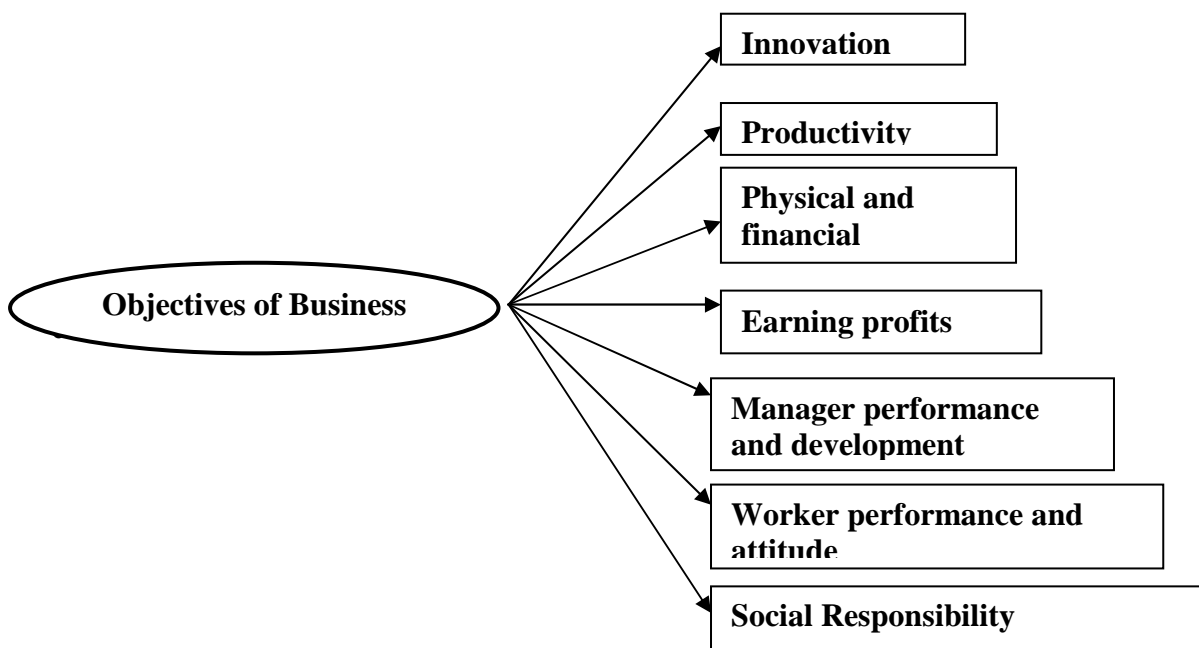 Objectives of Business
Innovation
Productivity
Physical and
financial
Earning profits
Manager performance
and development
Worker performance and
attitude
Social Responsibility